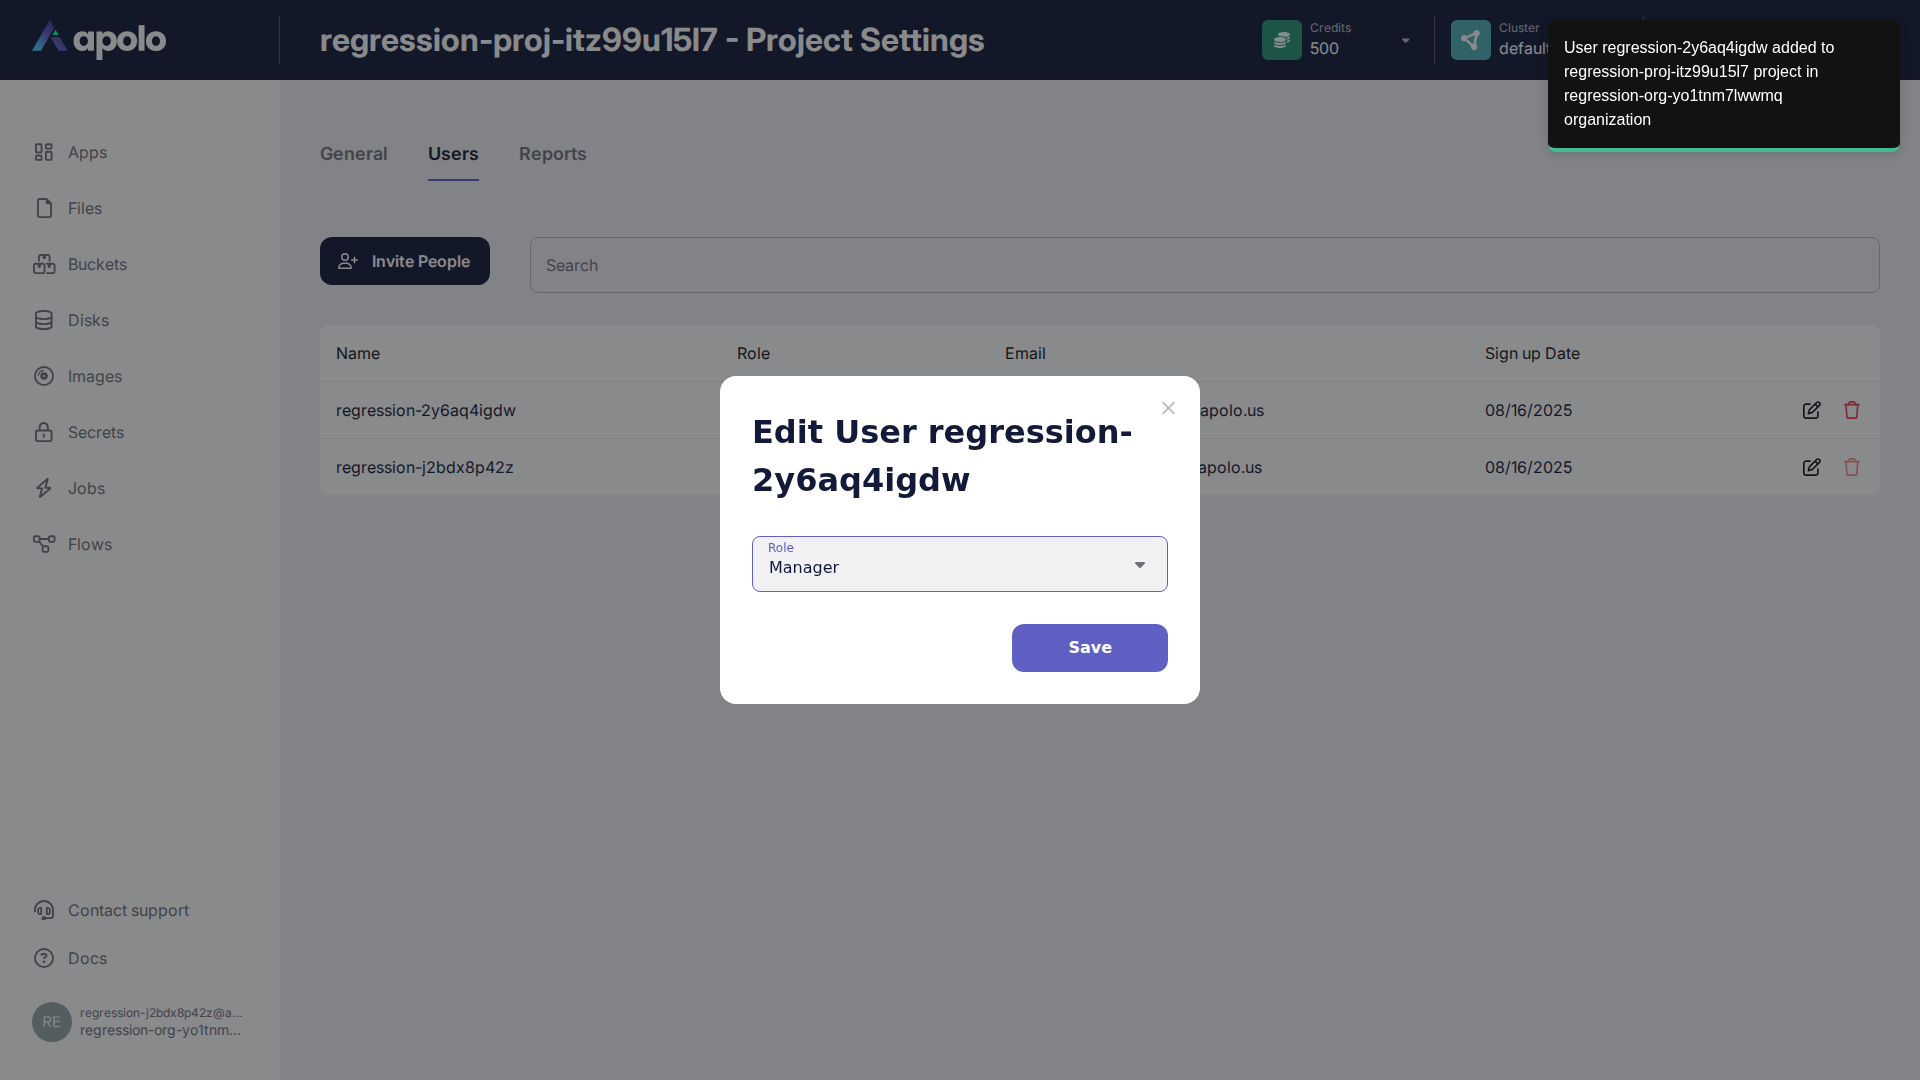 apolo
regression-proj-itz99u15l7 - Project Settings
Credits
500
Cluster
default
User regression-2y6aq4igdw added to
regression-proj-itz99u15l7 project in
regression-org-yo1tnm7lwwmq
organization
Apps
Files
Buckets
Disks
Images
Secrets
Jobs
Flows
General
Users
Reports
Invite People
Search
Name
Role
Email
Sign up Date
regression-2y6aq4igdw
apolo.us
08/16/2025
regression-j2bdx8p42z
apolo.us
08/16/2025
Edit User regression-
2y6aq4igdw
Role
Manager
Save
Contact support
Docs
RE
regression-j2bdx8p42z@a...
regression-org-yo1tnm...